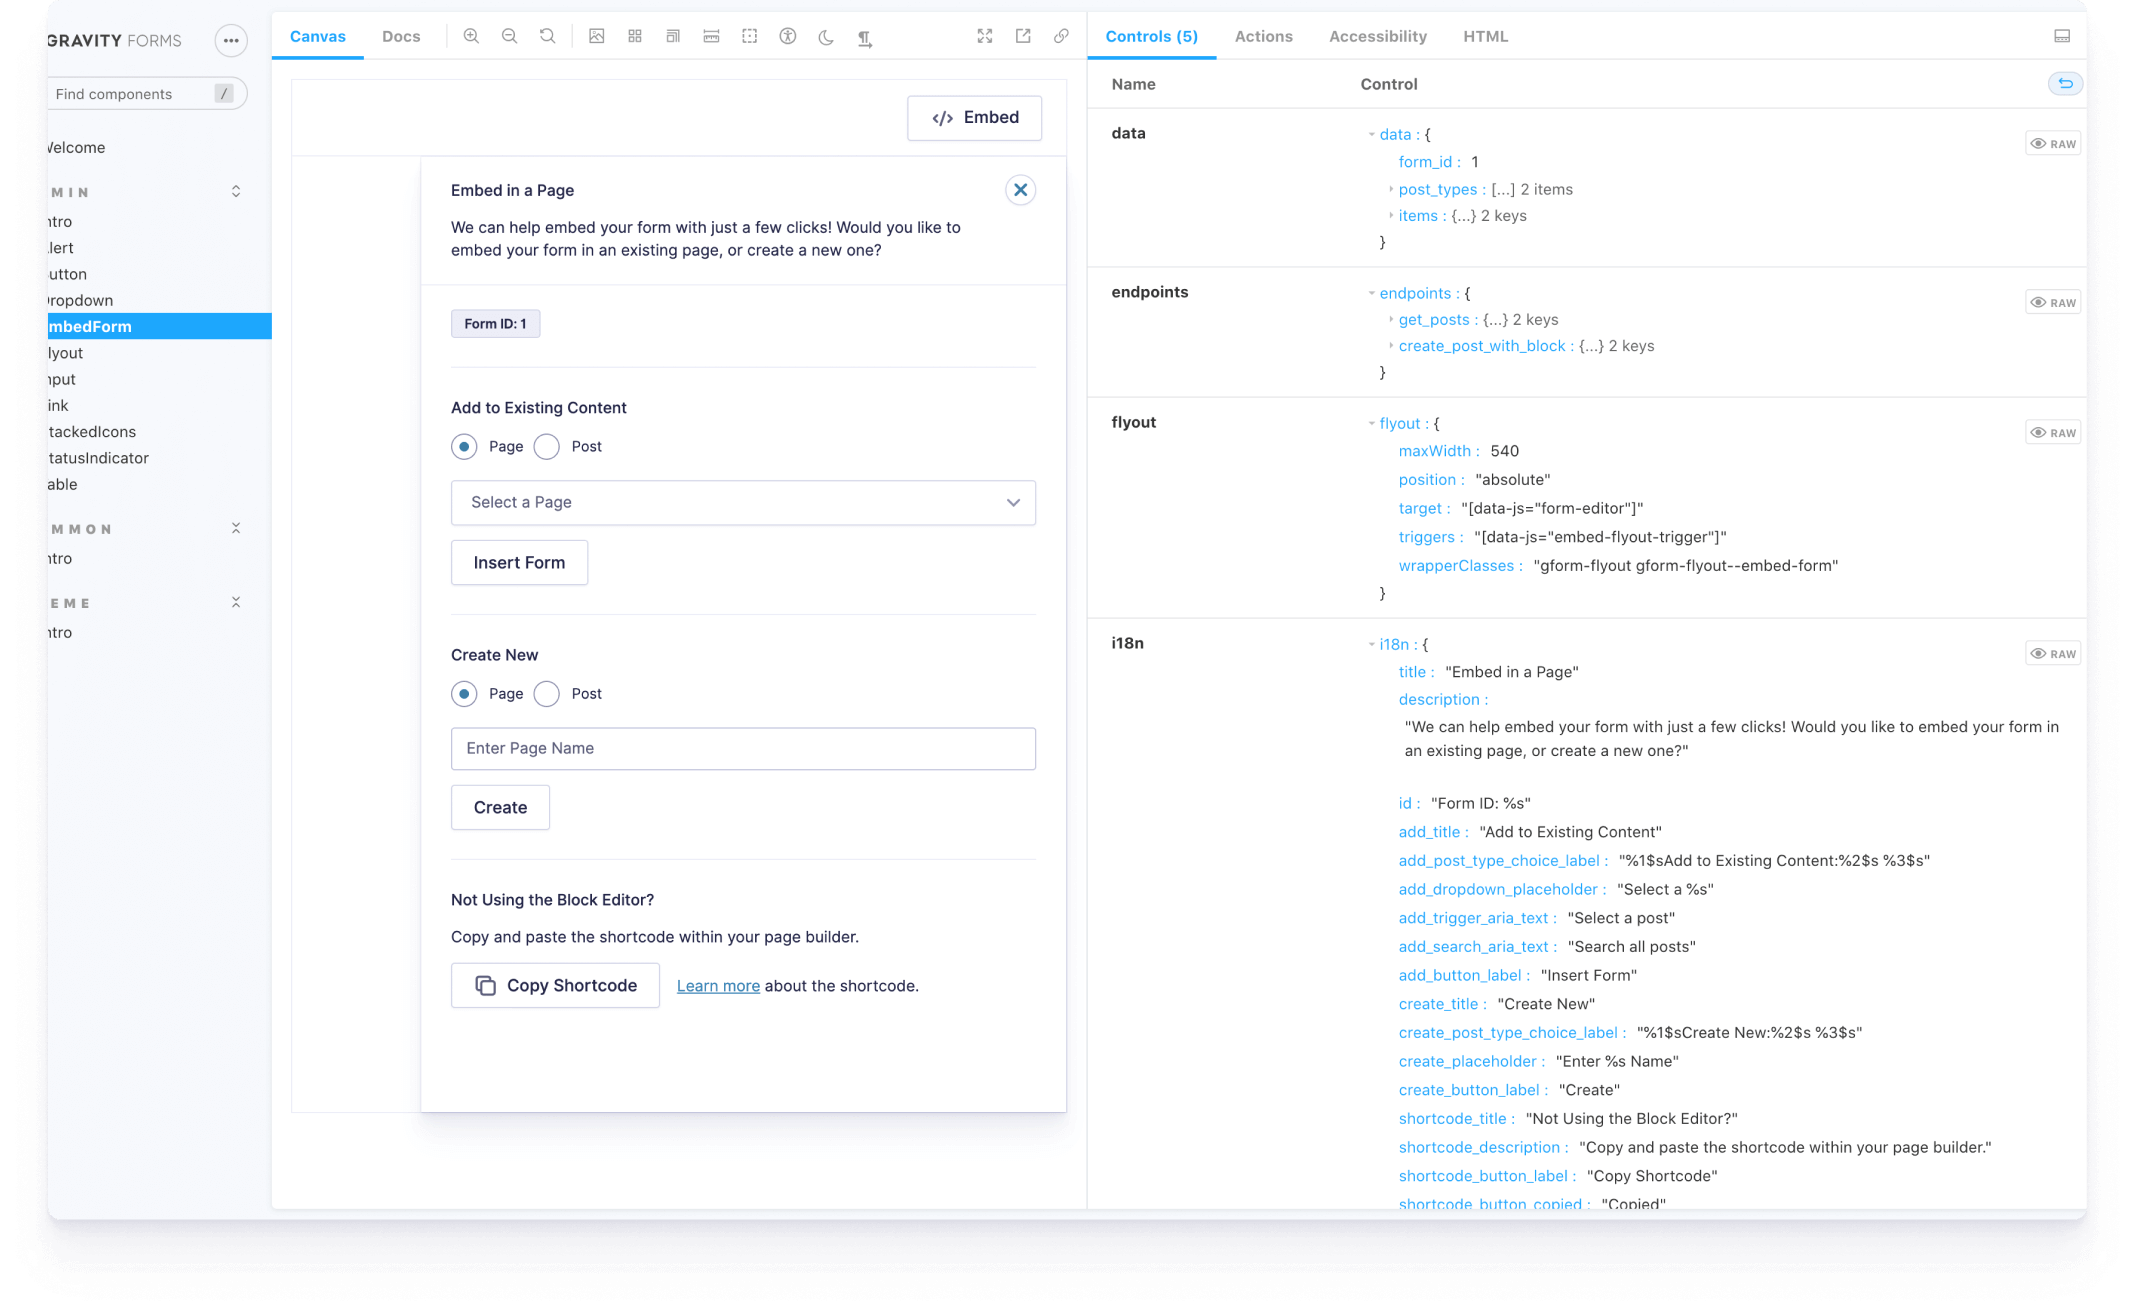 GRAVITY FORMS
Find components /
Welcome
MIN
ntro
lert
utton
Dropdown
mbedForm
lyout
nput
ink
tackedIcons
tatusIndicator
able
MMON
ntro
EME
ntro
Canvas Docs
</> Embed
Embed in a Page
We can help embed your form with just a few clicks! Would you like to
embed your form in an existing page, or create a new one?
Form ID: 1
Add to Existing Content
Page Post
Select a Page
Insert Form
Create New
Page Post
Enter Page Name
Create
Not Using the Block Editor?
Copy and paste the shortcode within your page builder.
Copy Shortcode Learn more about the shortcode.
Controls (5) Actions Accessibility HTML
Name Control
data data : { RAW
form_id : 1
post_types : [...] 2 items
items : {...} 2 keys
}
endpoints endpoints : { RAW
get_posts : {...} 2 keys
create_post_with_block : {...} 2 keys
}
flyout flyout : { RAW
maxWidth : 540
position : "absolute"
target : "[data-js="form-editor"]"
triggers : "[data-js="embed-flyout-trigger"]"
wrapperClasses : "gform-flyout gform-flyout--embed-form"
}
i18n i18n : { RAW
title : "Embed in a Page"
description :
"We can help embed your form with just a few clicks! Would you like to embed your form in
an existing page, or create a new one?"
id : "Form ID: %s"
add_title : "Add to Existing Content"
add_post_type_choice_label : "%1$sAdd to Existing Content:%2$s %3$s"
add_dropdown_placeholder : "Select a %s"
add_trigger_aria_text : "Select a post"
add_search_aria_text : "Search all posts"
add_button_label : "Insert Form"
create_title : "Create New"
create_post_type_choice_label : "%1$sCreate New:%2$s %3$s"
create_placeholder : "Enter %s Name"
create_button_label : "Create"
shortcode_title : "Not Using the Block Editor?"
shortcode_description : "Copy and paste the shortcode within your page builder."
shortcode_button_label : "Copy Shortcode"
shortcode_button_copied : "Copied"